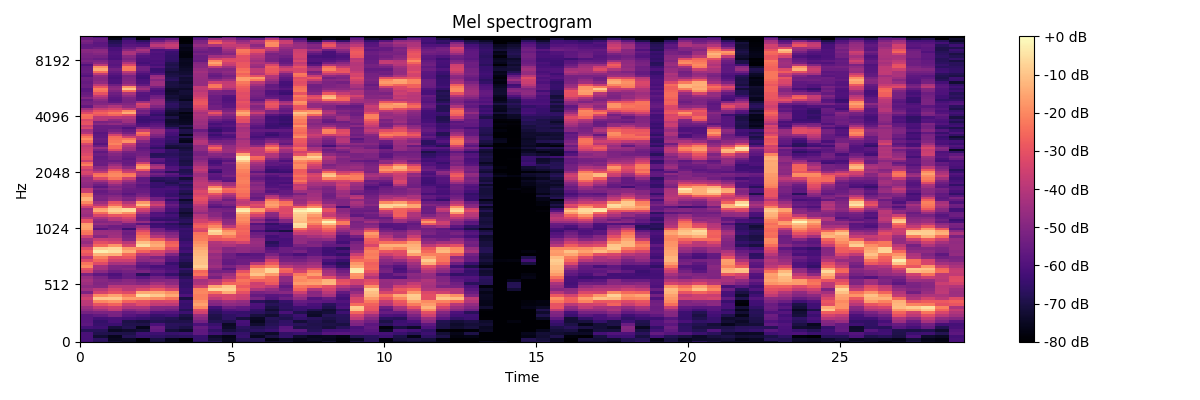 Mel spectrogram
+0 dB
8192
-10 dB
4096
-20 dB
-30 dB
2048
-40 dB
Hz
1024
-50 dB
-60 dB
512
-70 dB
0
-80 dB
0 5 10 15 20 25
Time